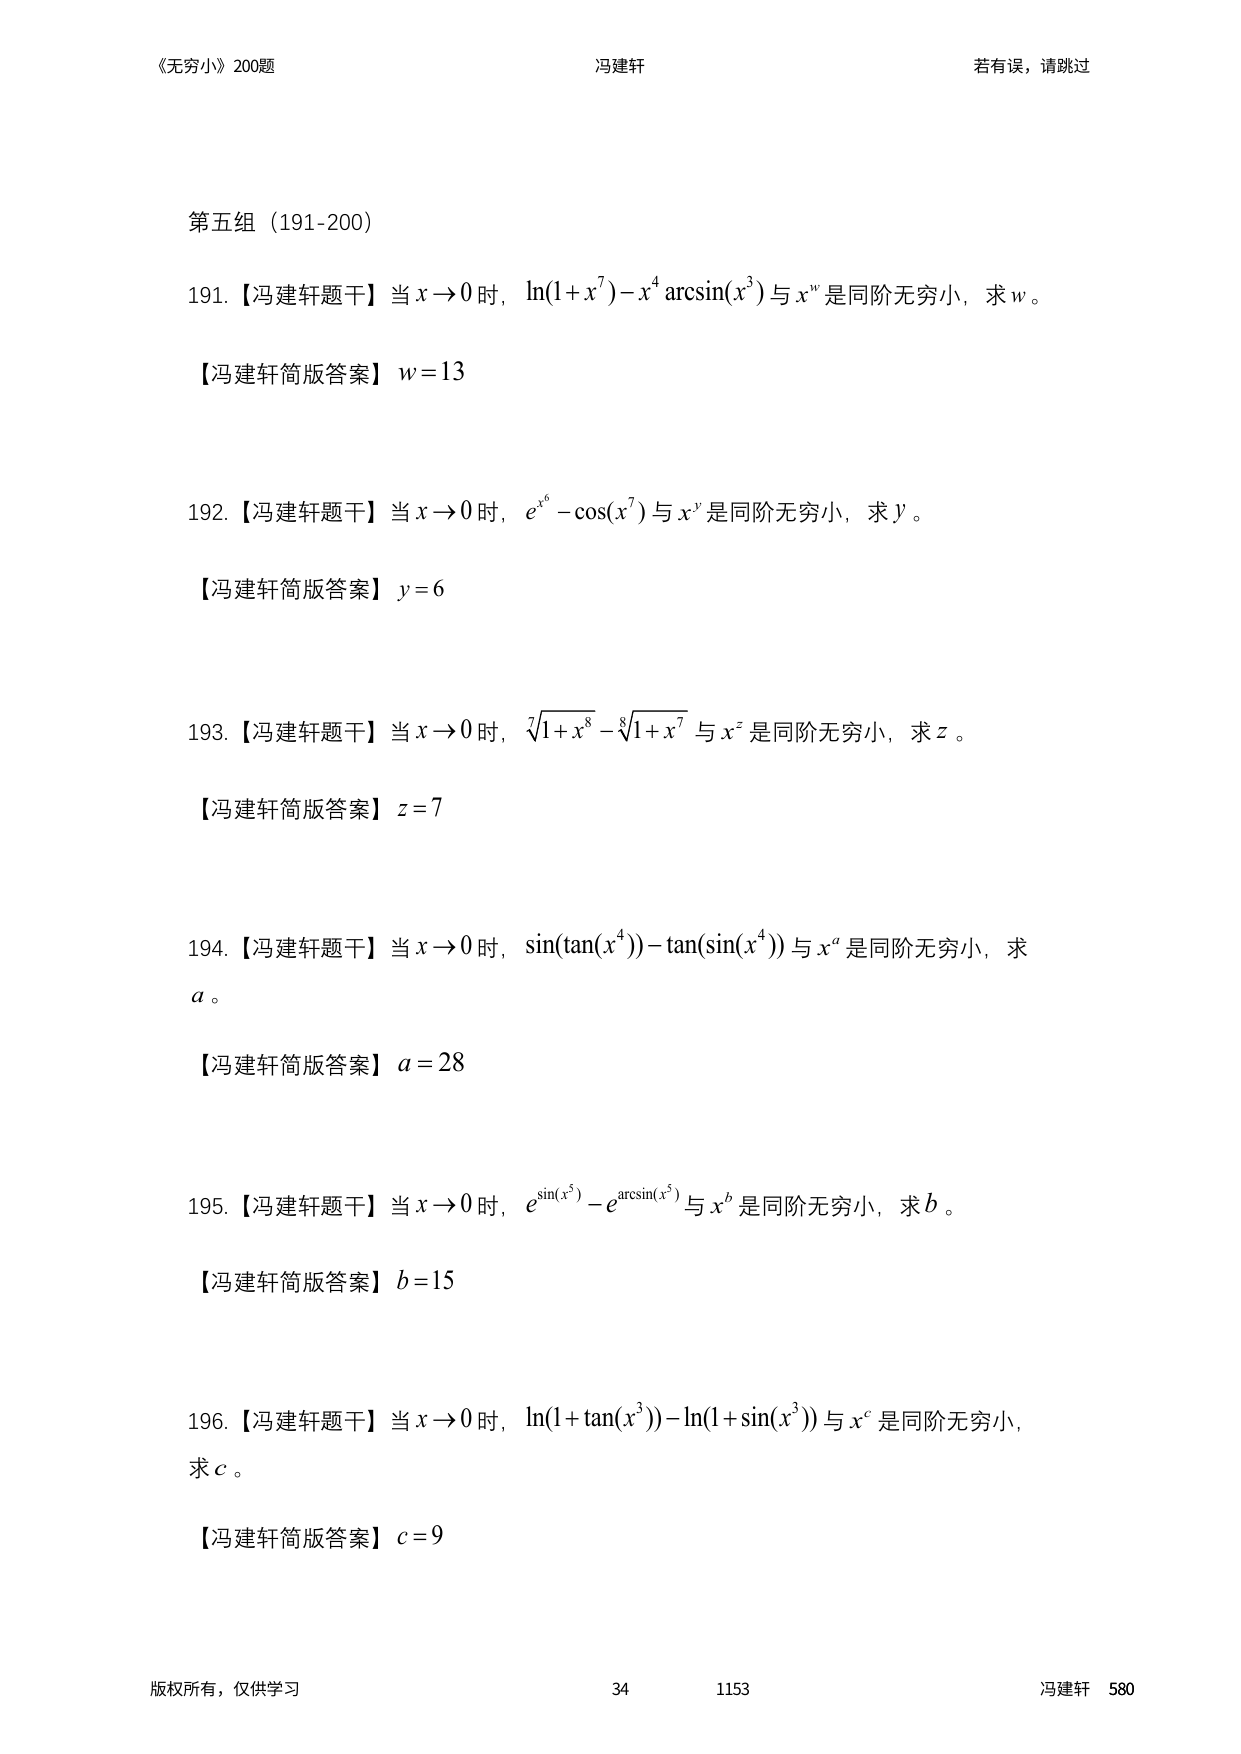 《无穷小》200题 冯建轩 若有误，请跳过
第五组（191-200）
191.【冯建轩题干】当 x→0 时， ln(1+x⁷)−x⁴ arcsin(x³) 与 x^w 是同阶无穷小，求 w 。
【冯建轩简版答案】 w=13
192.【冯建轩题干】当 x→0 时， e^{x^6}−cos(x⁷) 与 x^y 是同阶无穷小，求 y 。
【冯建轩简版答案】 y=6
193.【冯建轩题干】当 x→0 时， \sqrt[7]{1+x^8}−\sqrt[8]{1+x^7} 与 x^z 是同阶无穷小，求 z 。
【冯建轩简版答案】 z=7
194.【冯建轩题干】当 x→0 时， sin(tan(x⁴))−tan(sin(x⁴)) 与 x^a 是同阶无穷小，求
a 。
【冯建轩简版答案】 a=28
195.【冯建轩题干】当 x→0 时， e^{sin(x^5)}−e^{arcsin(x^5)} 与 x^b 是同阶无穷小，求 b 。
【冯建轩简版答案】 b=15
196.【冯建轩题干】当 x→0 时， ln(1+tan(x³))−ln(1+sin(x³)) 与 x^c 是同阶无穷小，
求 c 。
【冯建轩简版答案】 c=9
版权所有，仅供学习 34 1153 冯建轩 580